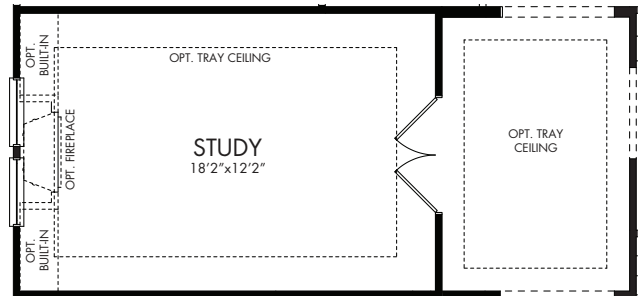 OPT.
BUILT-IN
OPT. TRAY CEILING
OPT. FIREPLACE
STUDY
18'2"x12'2"
OPT. TRAY
CEILING
OPT.
BUILT-IN